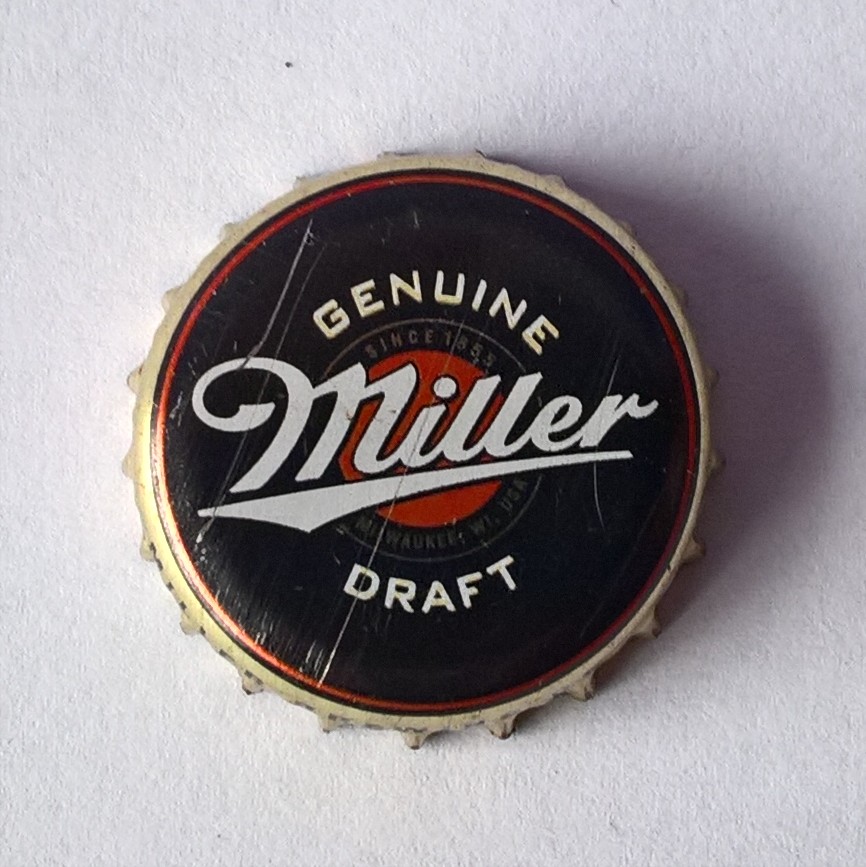 GENUINE
SINCE 1855
Miller
MILWAUKEE, WI, USA
DRAFT